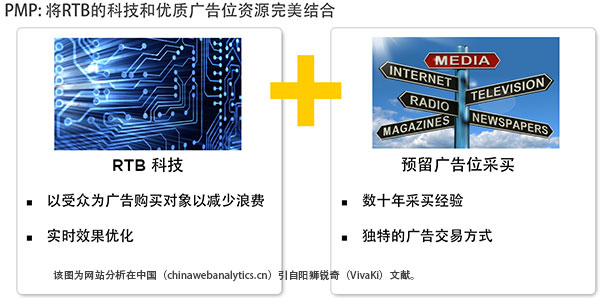 PMP: 将RTB的科技和优质广告位资源完美结合
MEDIA
INTERNET
TELEVISION
RADIO
MAGAZINES
NEWSPAPERS
RTB 科技
预留广告位采买
以受众为广告购买对象以减少浪费
数十年采买经验
实时效果优化
独特的广告交易方式
该图为网站分析在中国（chinawebanalytics.cn）引自阳狮锐奇（VivaKi）文献。